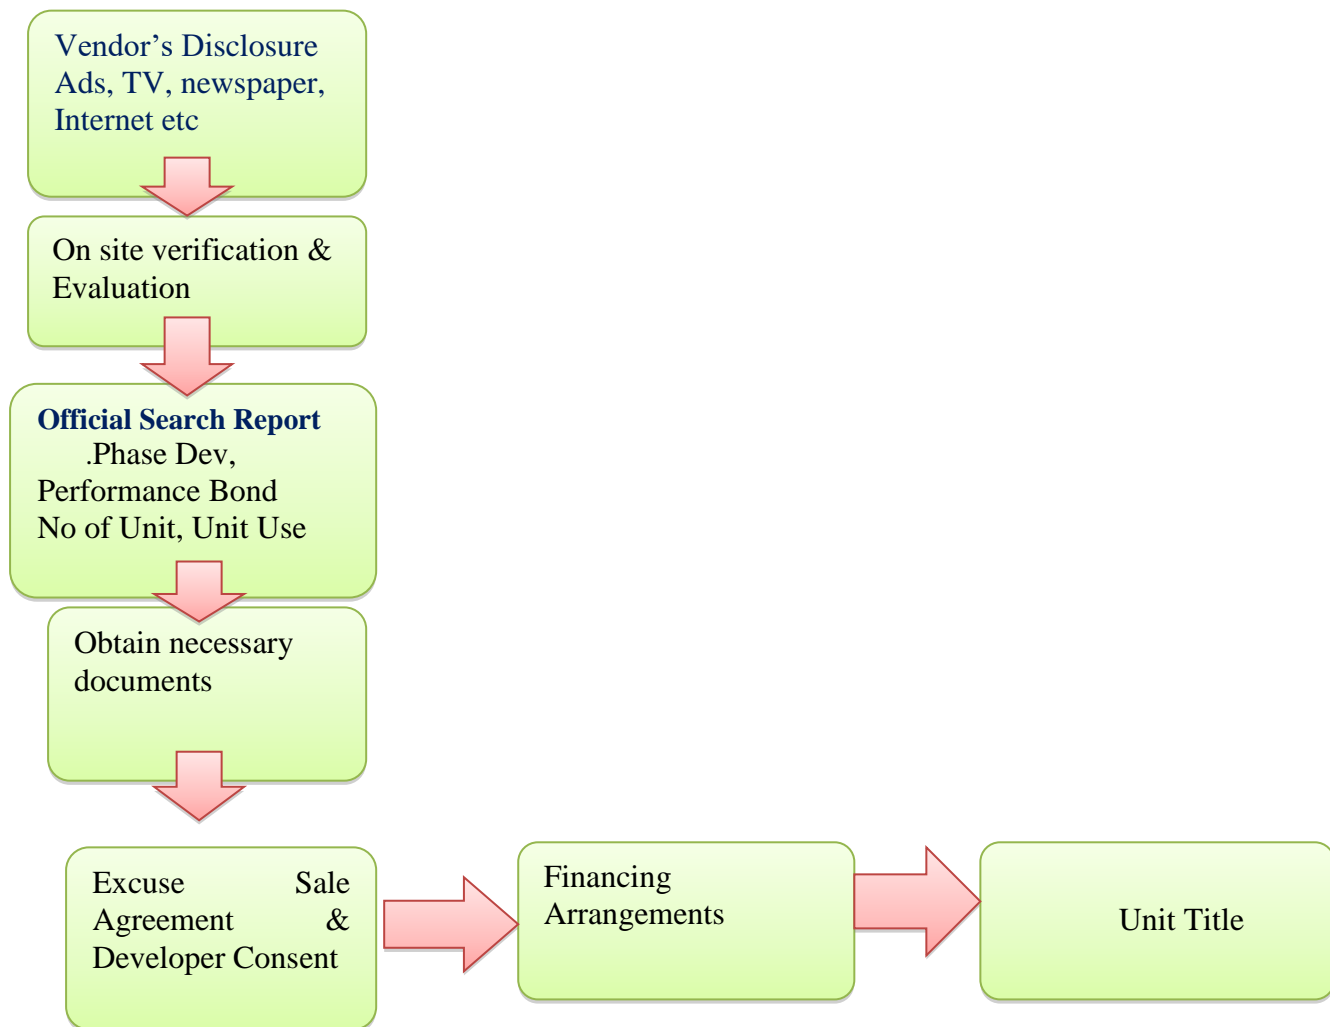 Vendor’s Disclosure
Ads, TV, newspaper,
Internet etc
On site verification &
Evaluation
Official Search Report
.Phase Dev,
Performance Bond
No of Unit, Unit Use
Obtain necessary
documents
Excuse Sale
Agreement &
Developer Consent
Financing
Arrangements
Unit Title